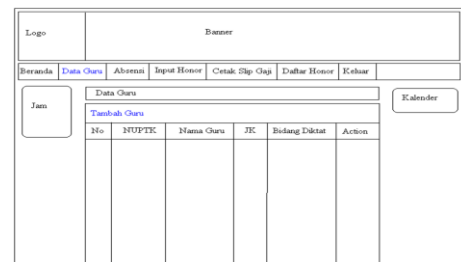 Logo
Banner
Beranda Data Guru Absensi Input Honor Cetak Slip Gaji Daftar Honor Keluar
Jam
Data Guru
Kalender
Tambah Guru
No NUPTK Nama Guru JK Bidang Diktat Action